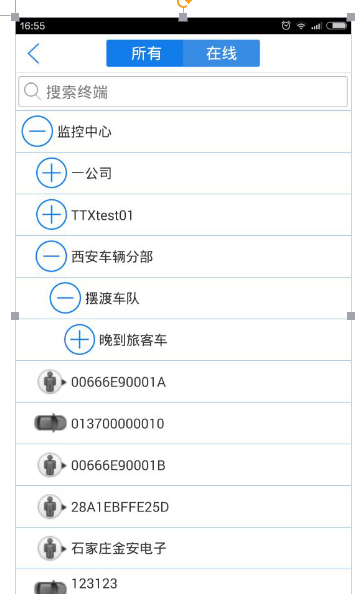 16:55
所有 在线
搜索终端
监控中心
一公司
TTXtest01
西安车辆分部
摆渡车队
晚到旅客车
00666E90001A
013700000010
00666E90001B
28A1EBFFE25D
石家庄金安电子
123123